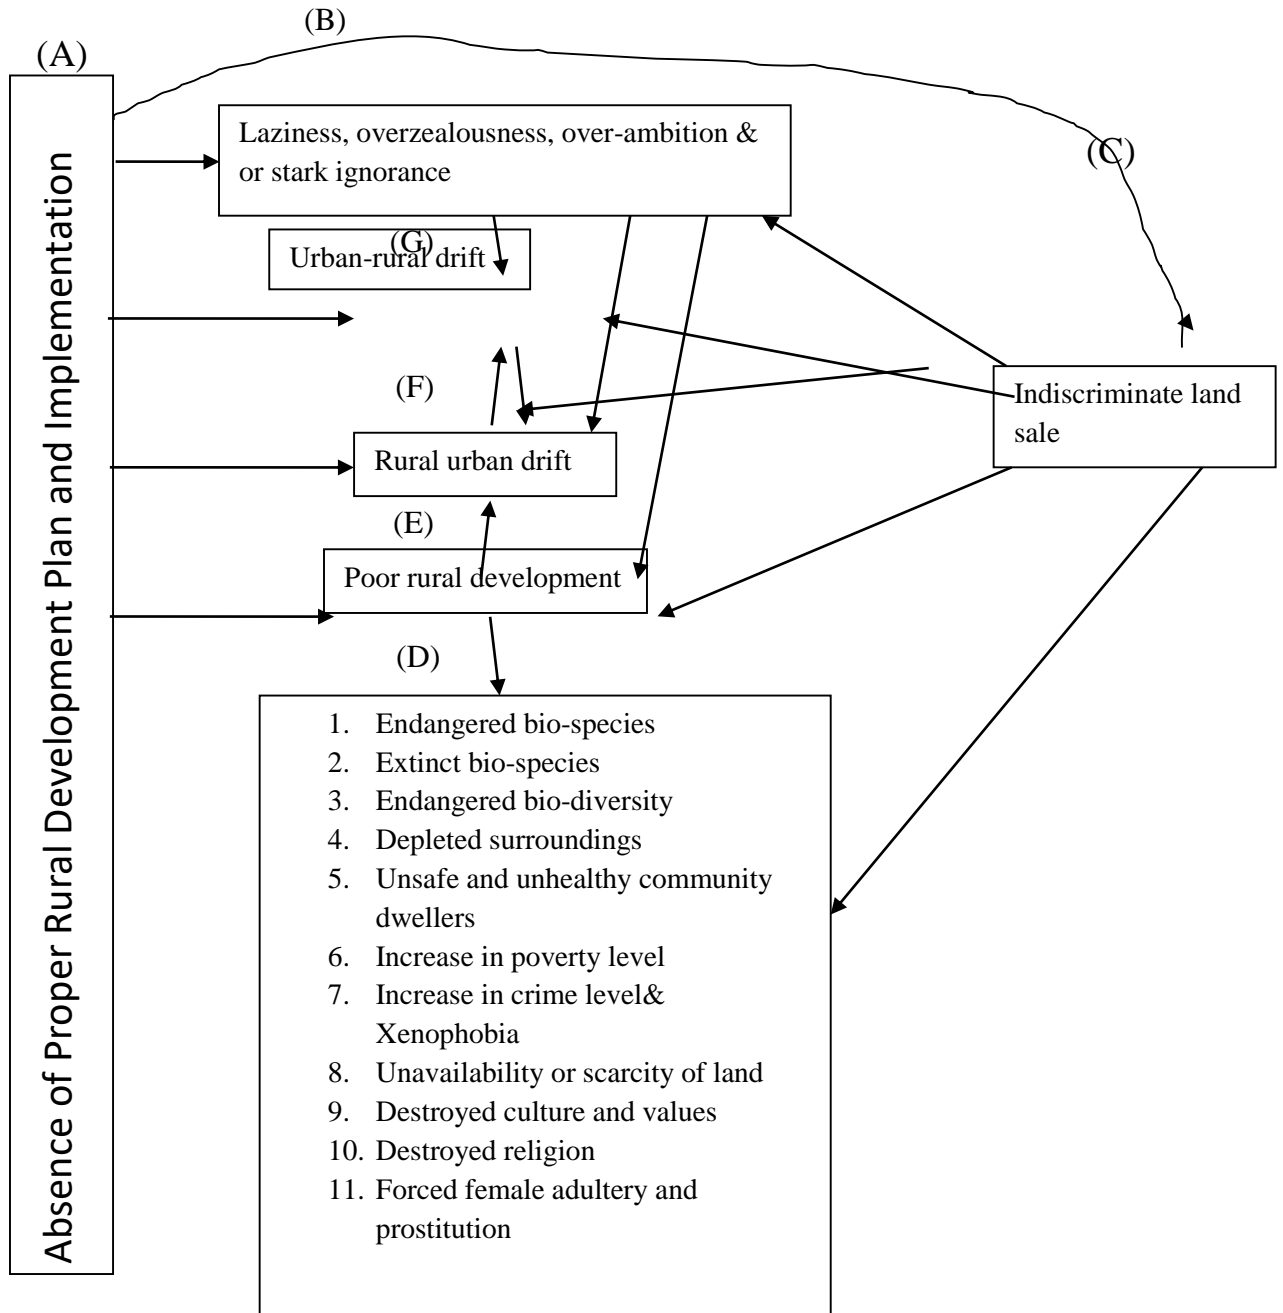 (B)
(A)
Absence of Proper Rural Development Plan and Implementation
Laziness, overzealousness, over-ambition &
or stark ignorance
(C)
(G)
Urban-rural drift
(F)
Indiscriminate land
sale
Rural urban drift
(E)
Poor rural development
(D)
1. Endangered bio-species
2. Extinct bio-species
3. Endangered bio-diversity
4. Depleted surroundings
5. Unsafe and unhealthy community
dwellers
6. Increase in poverty level
7. Increase in crime level&
Xenophobia
8. Unavailability or scarcity of land
9. Destroyed culture and values
10. Destroyed religion
11. Forced female adultery and
prostitution